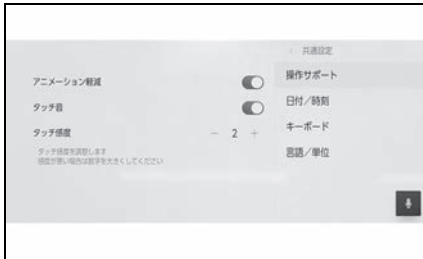 アニメーション軽減
タッチ音
タッチ感度
− 2 +
タッチ感度を調整します
感度が悪い場合は数字を大きくしてください
〈 共通設定
操作サポート
日付／時刻
キーボード
言語／単位